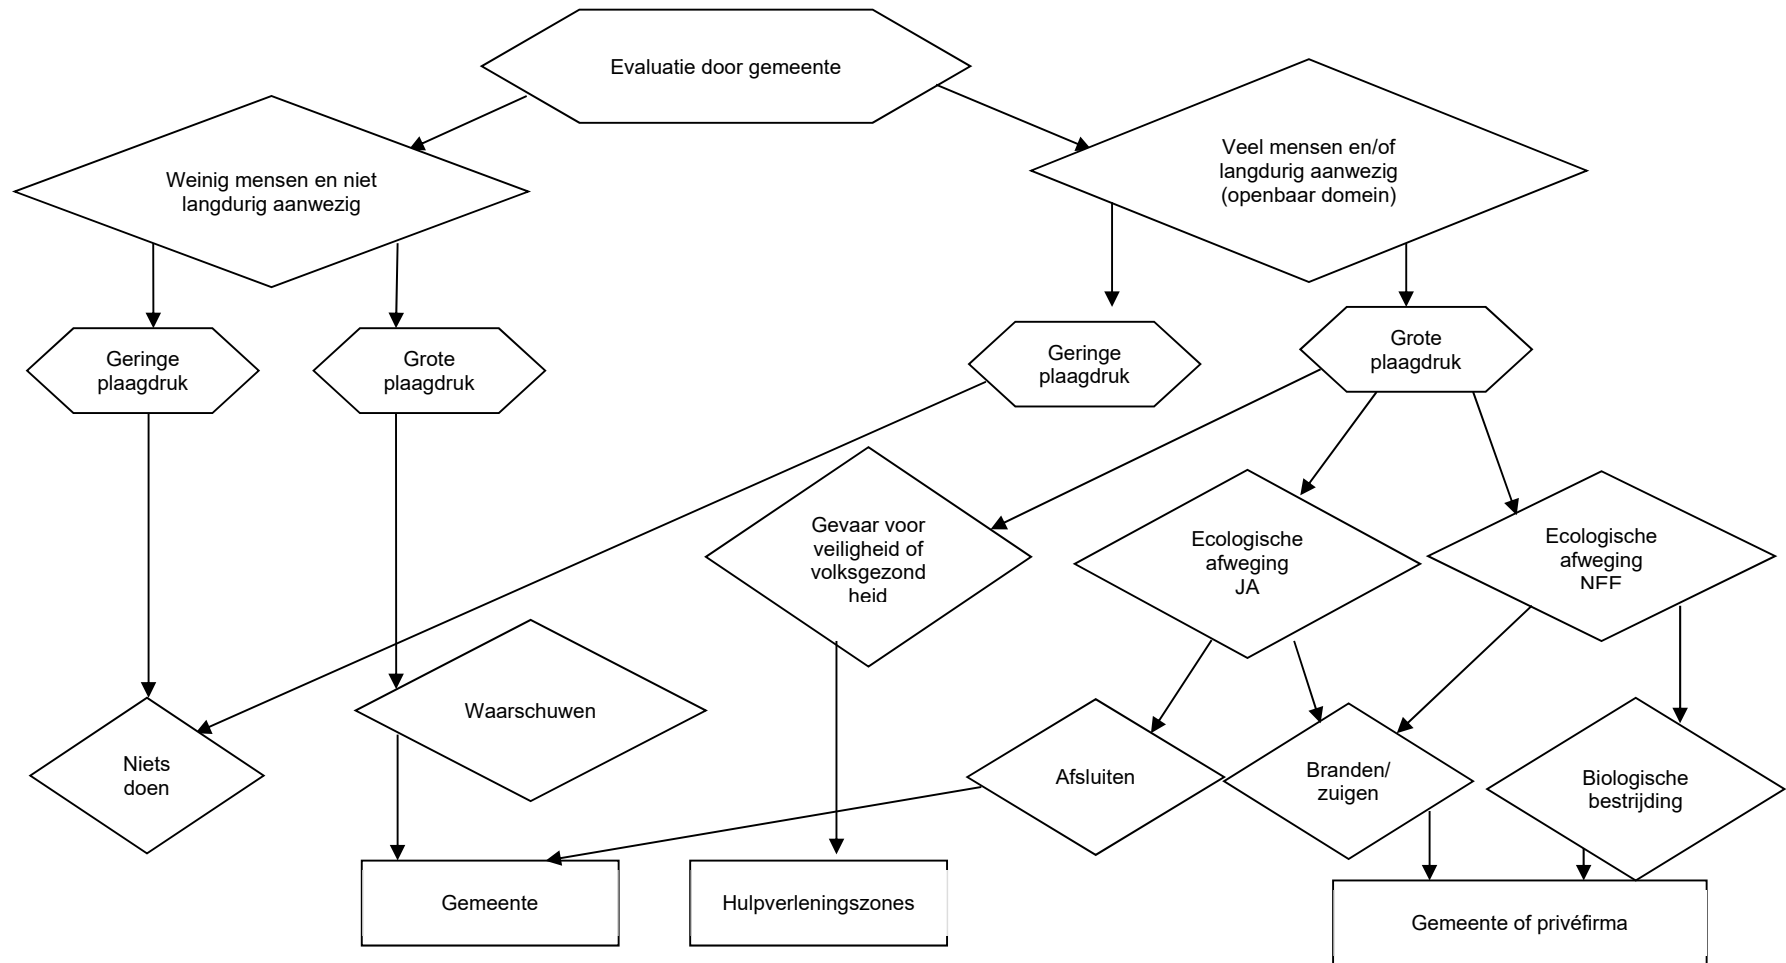 Evaluatie door gemeente
Weinig mensen en niet
langdurig aanwezig
Veel mensen en/of
langdurig aanwezig
(openbaar domein)
Geringe
plaagdruk
Grote
plaagdruk
Geringe
plaagdruk
Grote
plaagdruk
Gevaar voor
veiligheid of
volksgezond
heid
Ecologische
afweging
JA
Ecologische
afweging
NEE
Waarschuwen
Niets
doen
Afsluiten
Branden/
zuigen
Biologische
bestrijding
Gemeente
Hulpverleningszones
Gemeente of privéfirma